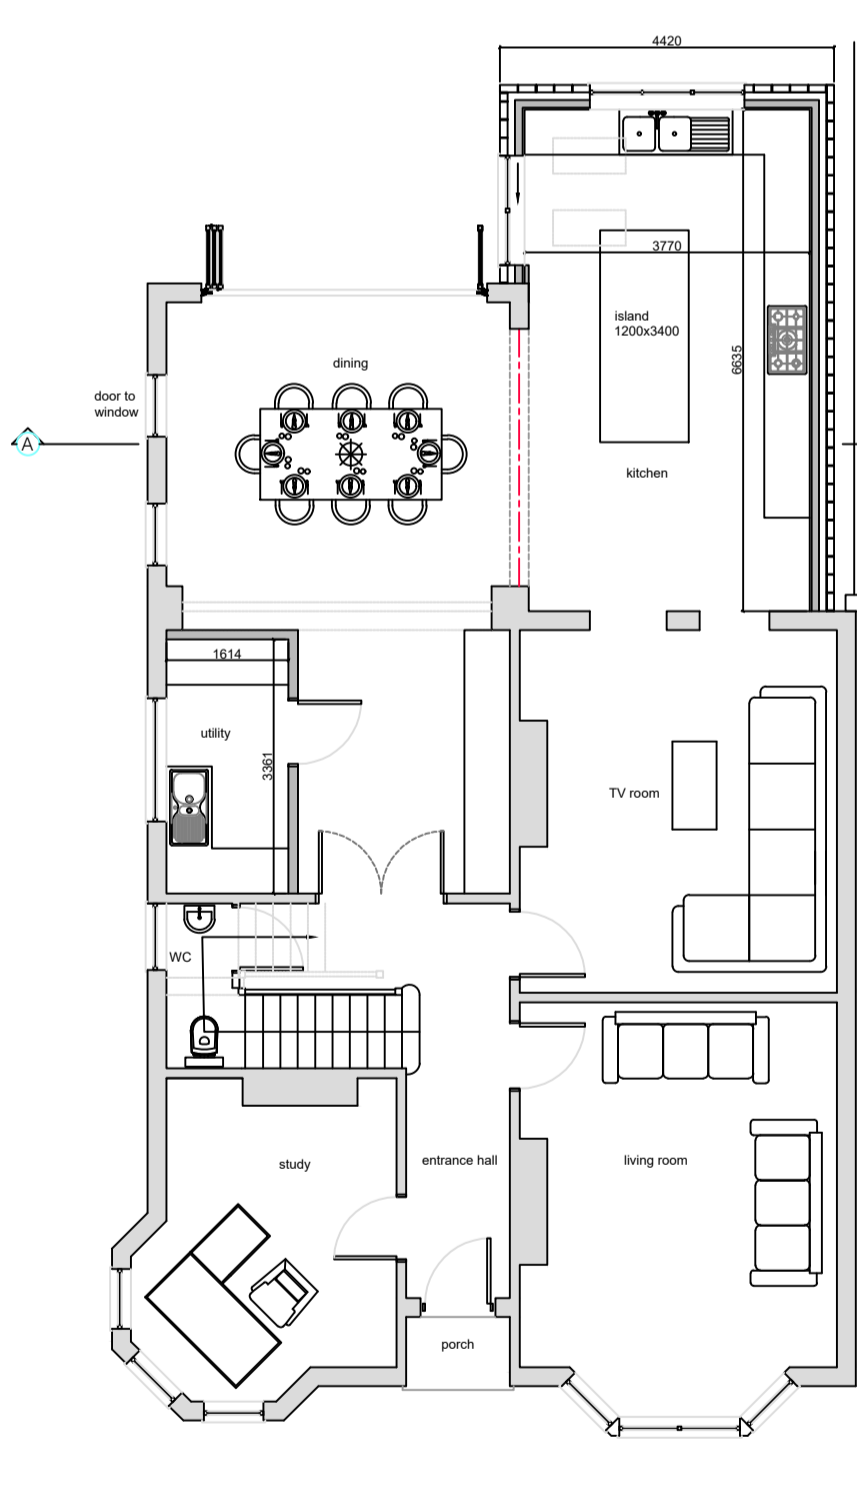 4420
3770
island
1200x3400
6635
dining
door to
window
A
kitchen
1614
utility
3361
TV room
WC
study
entrance hall
living room
porch